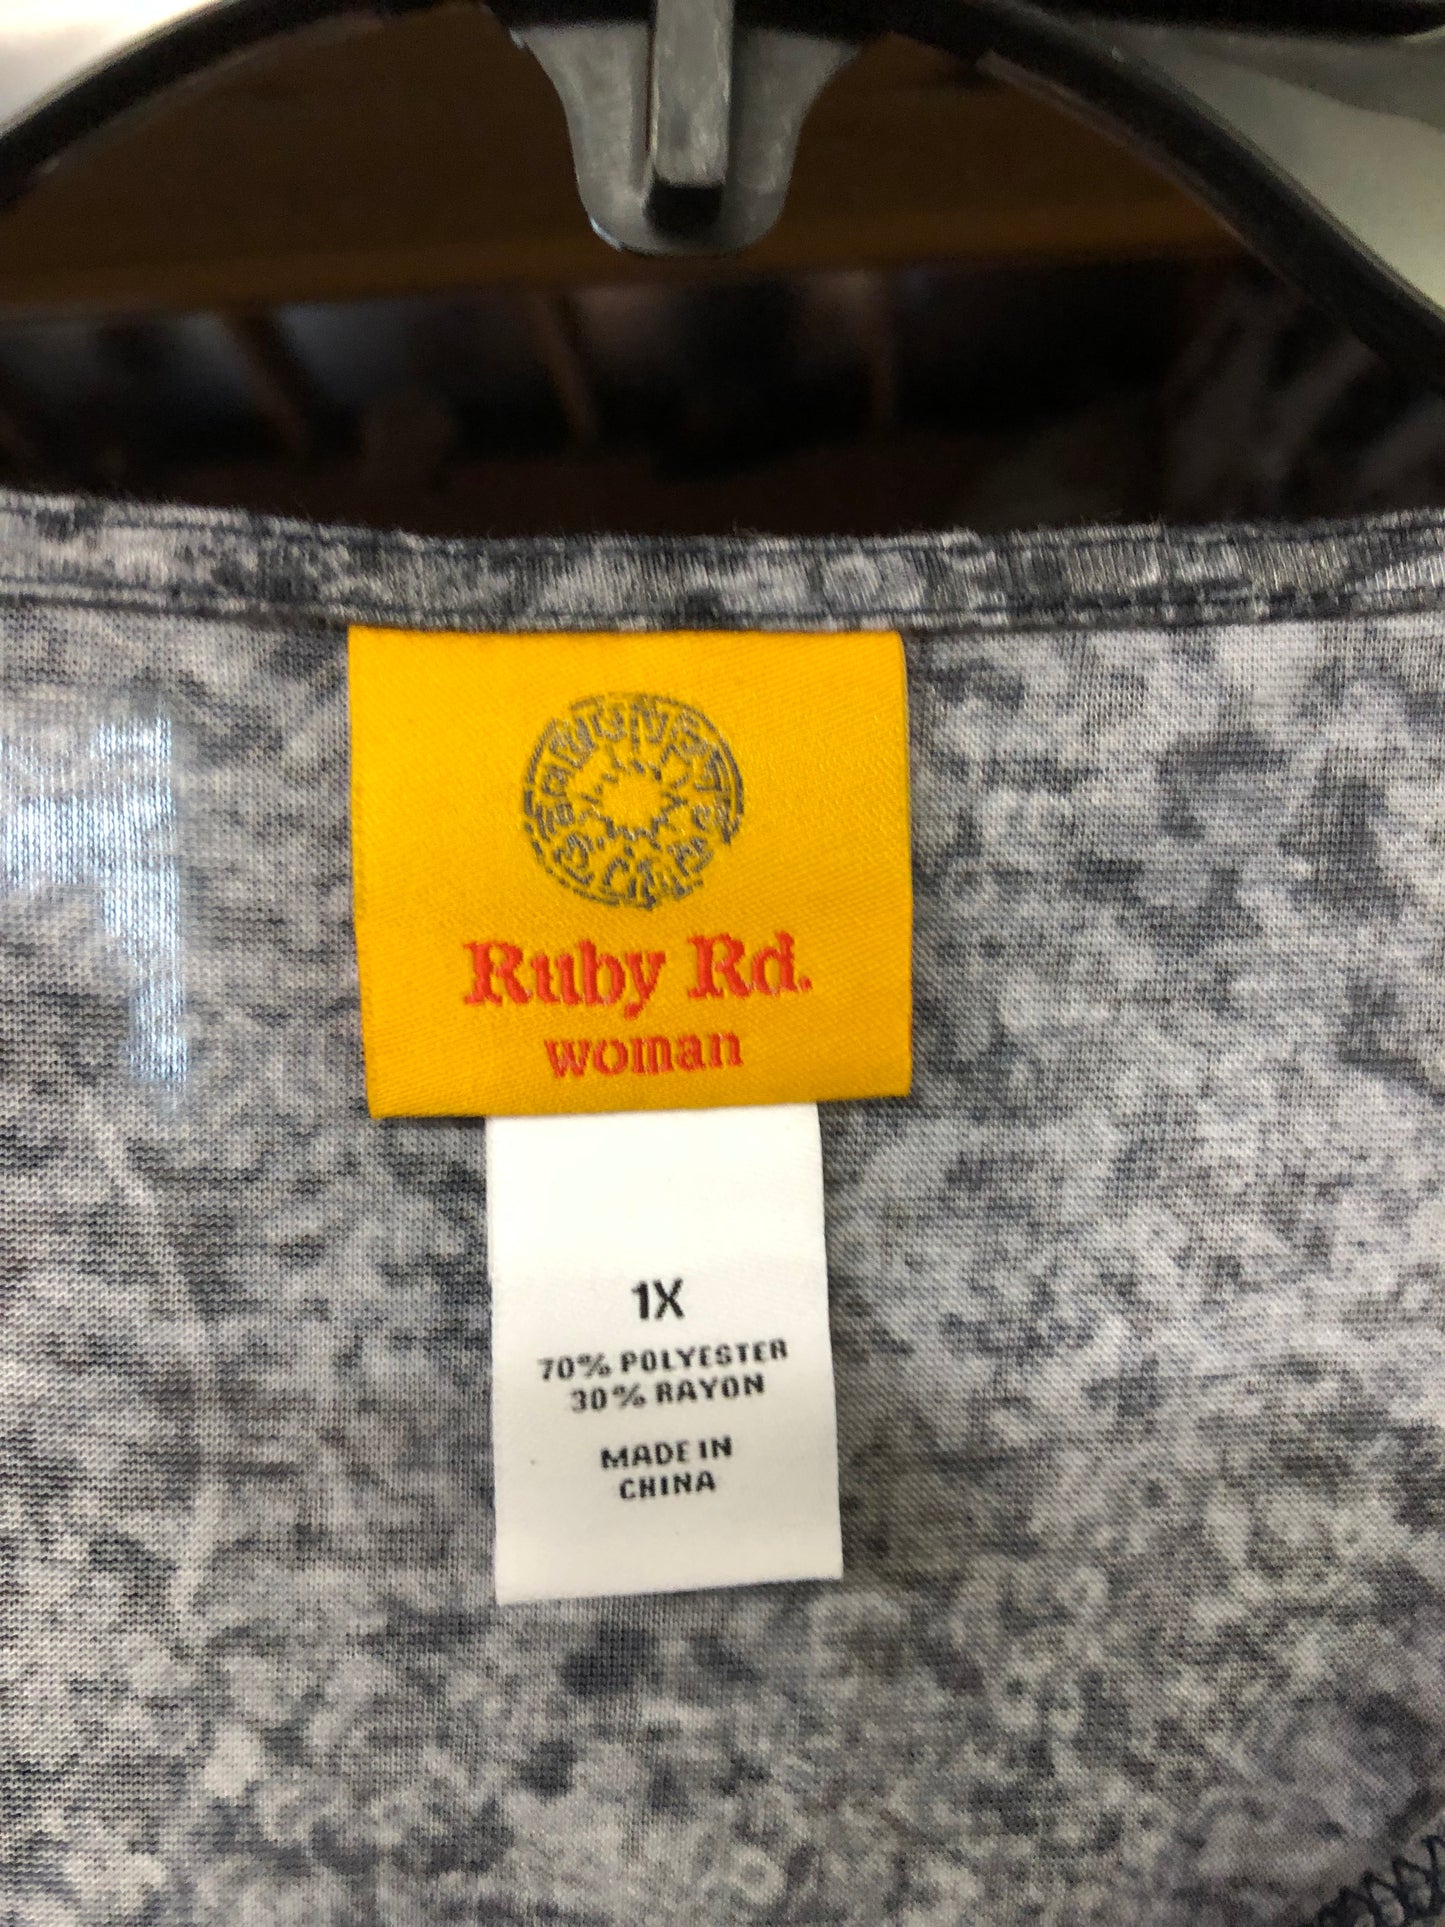 Ruby Rd.
woman
1X
70% POLYESTER
30% RAYON
MADE IN
CHINA